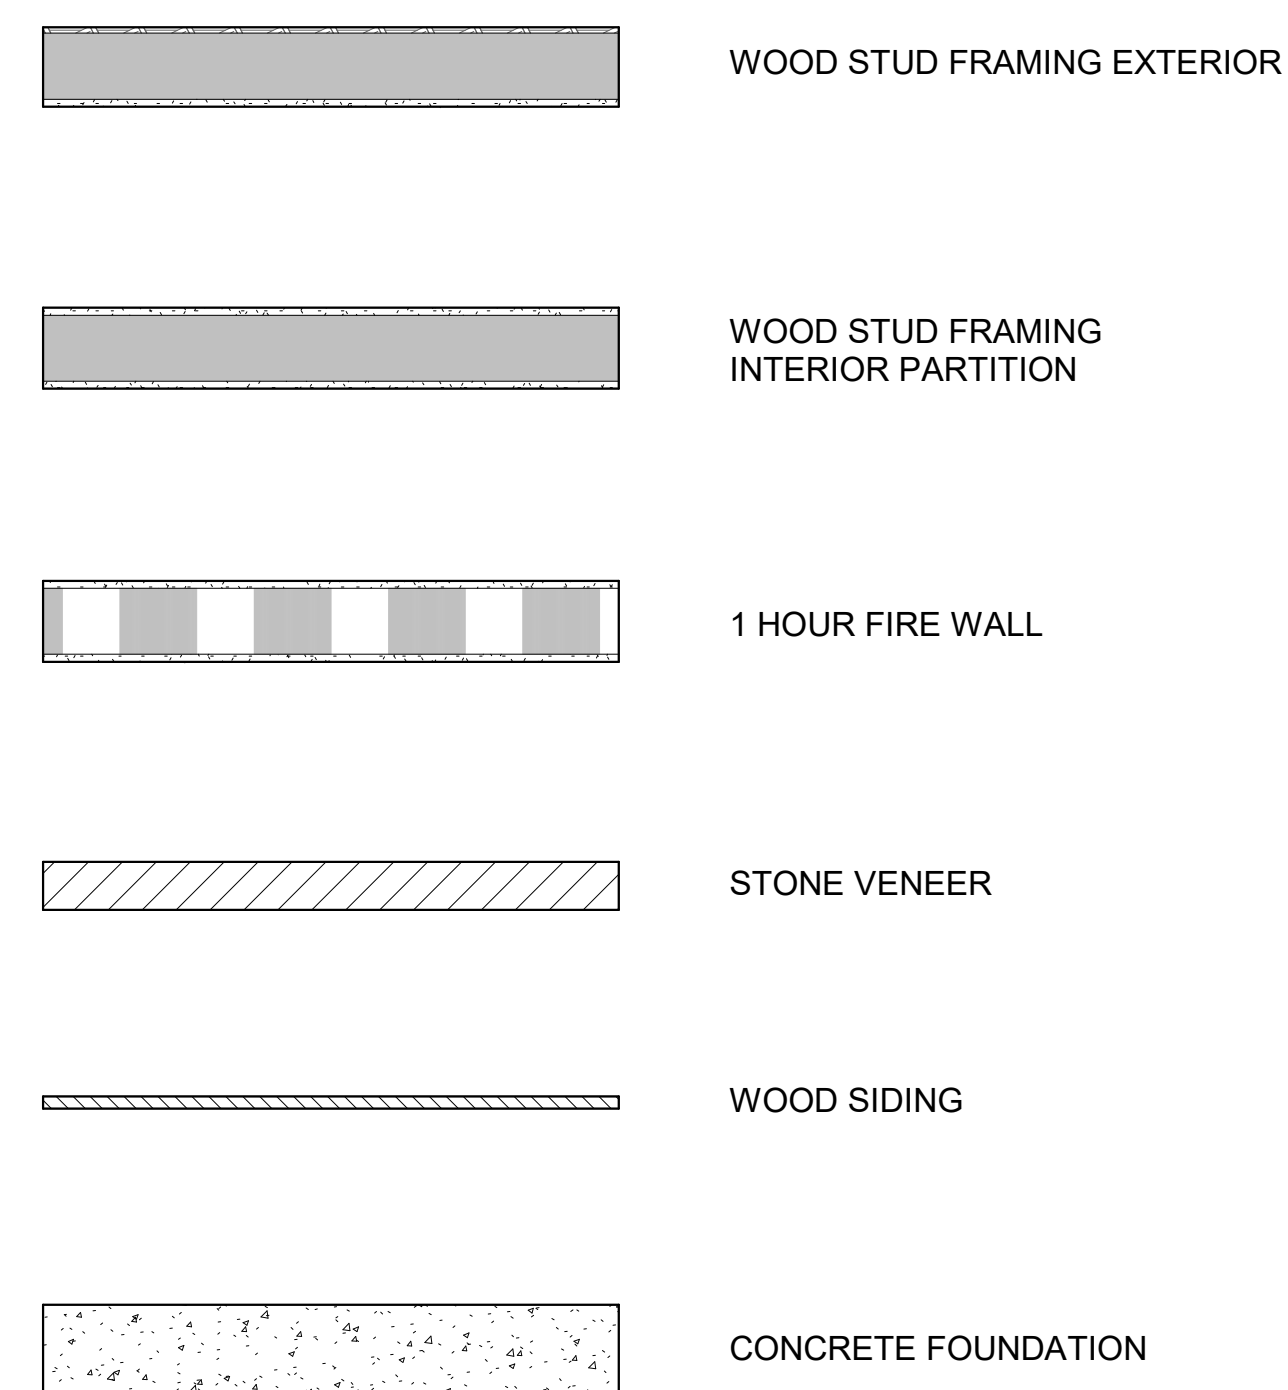 WOOD STUD FRAMING EXTERIOR
WOOD STUD FRAMING
INTERIOR PARTITION
1 HOUR FIRE WALL
STONE VENEER
WOOD SIDING
CONCRETE FOUNDATION